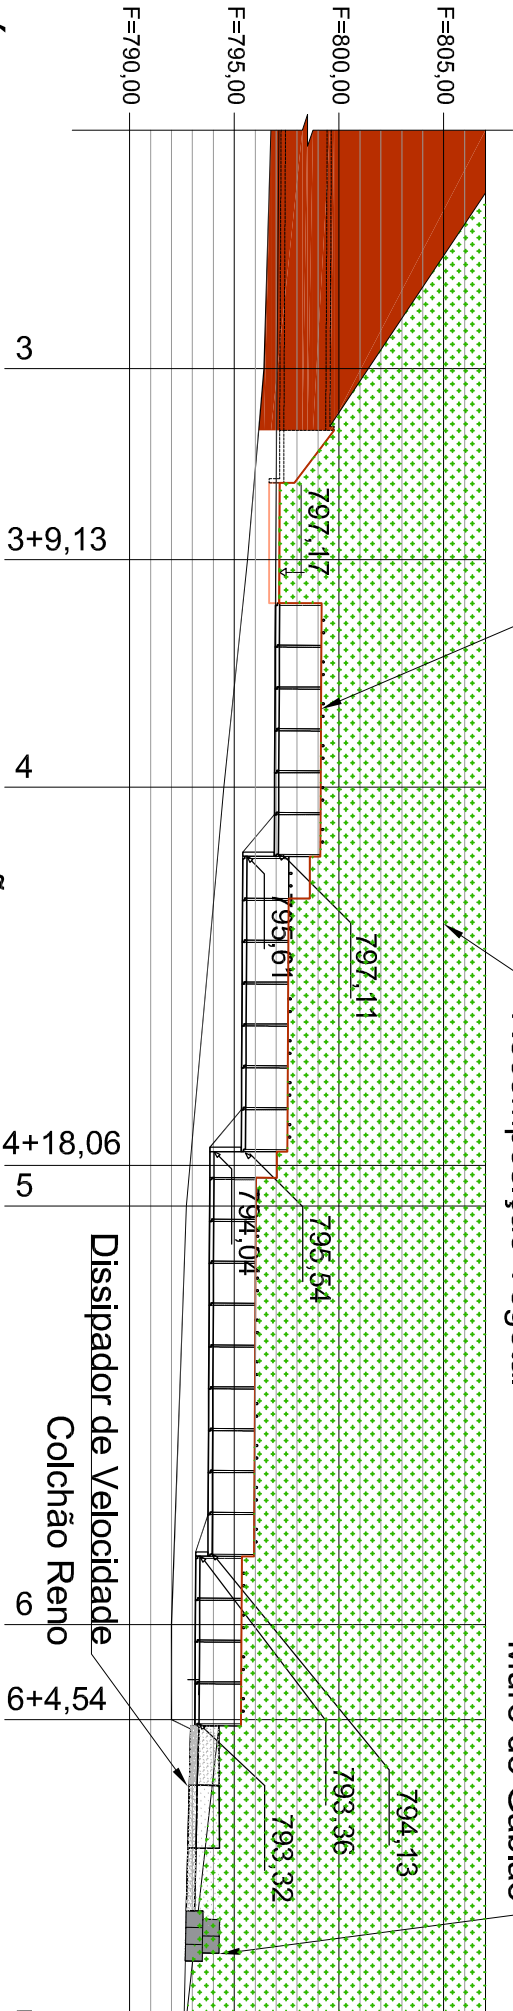 F=805,00
F=800,00
F=795,00
F=790,00
797,17
797,11
795,61
795,54
794,04
794,13
793,36
793,32
Dissipador de Velocidade
Colchão Reno
3
3+9,13
4
4+18,06
5
6
6+4,54